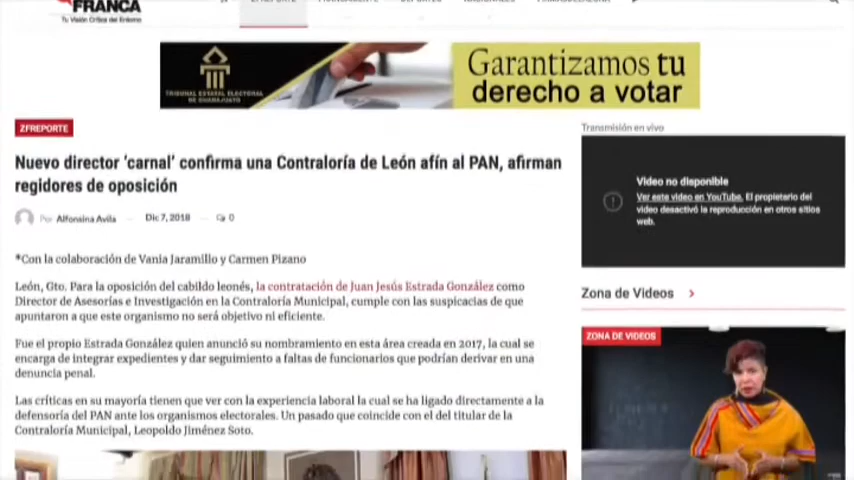 FRANCA
Tu Visión Crítica del Entorno
TRIBUNAL ESTATAL ELECTORAL
DE GUANAJUATO
Garantizamos tu
derecho a votar
ZFREPORTE
Nuevo director ‘carnal’ confirma una Contraloría de León afín al PAN, afirman
regidores de oposición
Por Alfonsina Avila — Dic 7, 2018 — 0
*Con la colaboración de Vania Jaramillo y Carmen Pizano
León, Gto. Para la oposición del cabildo leonés, la contratación de Juan Jesús Estrada González como
Director de Asesorías e Investigación en la Contraloría Municipal, cumple con las suspicacias de que
apuntaron a que este organismo no será objetivo ni eficiente.
Fue el propio Estrada González quien anunció su nombramiento en esta área creada en 2017, la cual se
encarga de integrar expedientes y dar seguimiento a faltas de funcionarios que podrían derivar en una
denuncia penal.
Las críticas en su mayoría tienen que ver con la experiencia laboral la cual se ha ligado directamente a la
defensoría del PAN ante los organismos electorales. Un pasado que coincide con el del titular de la
Contraloría Municipal, Leopoldo Jiménez Soto.
Transmisión en vivo
Video no disponible
Ver este video en YouTube. El propietario del
video desactivó la reproducción en otros sitios
web.
Zona de Videos
ZONA DE VIDEOS